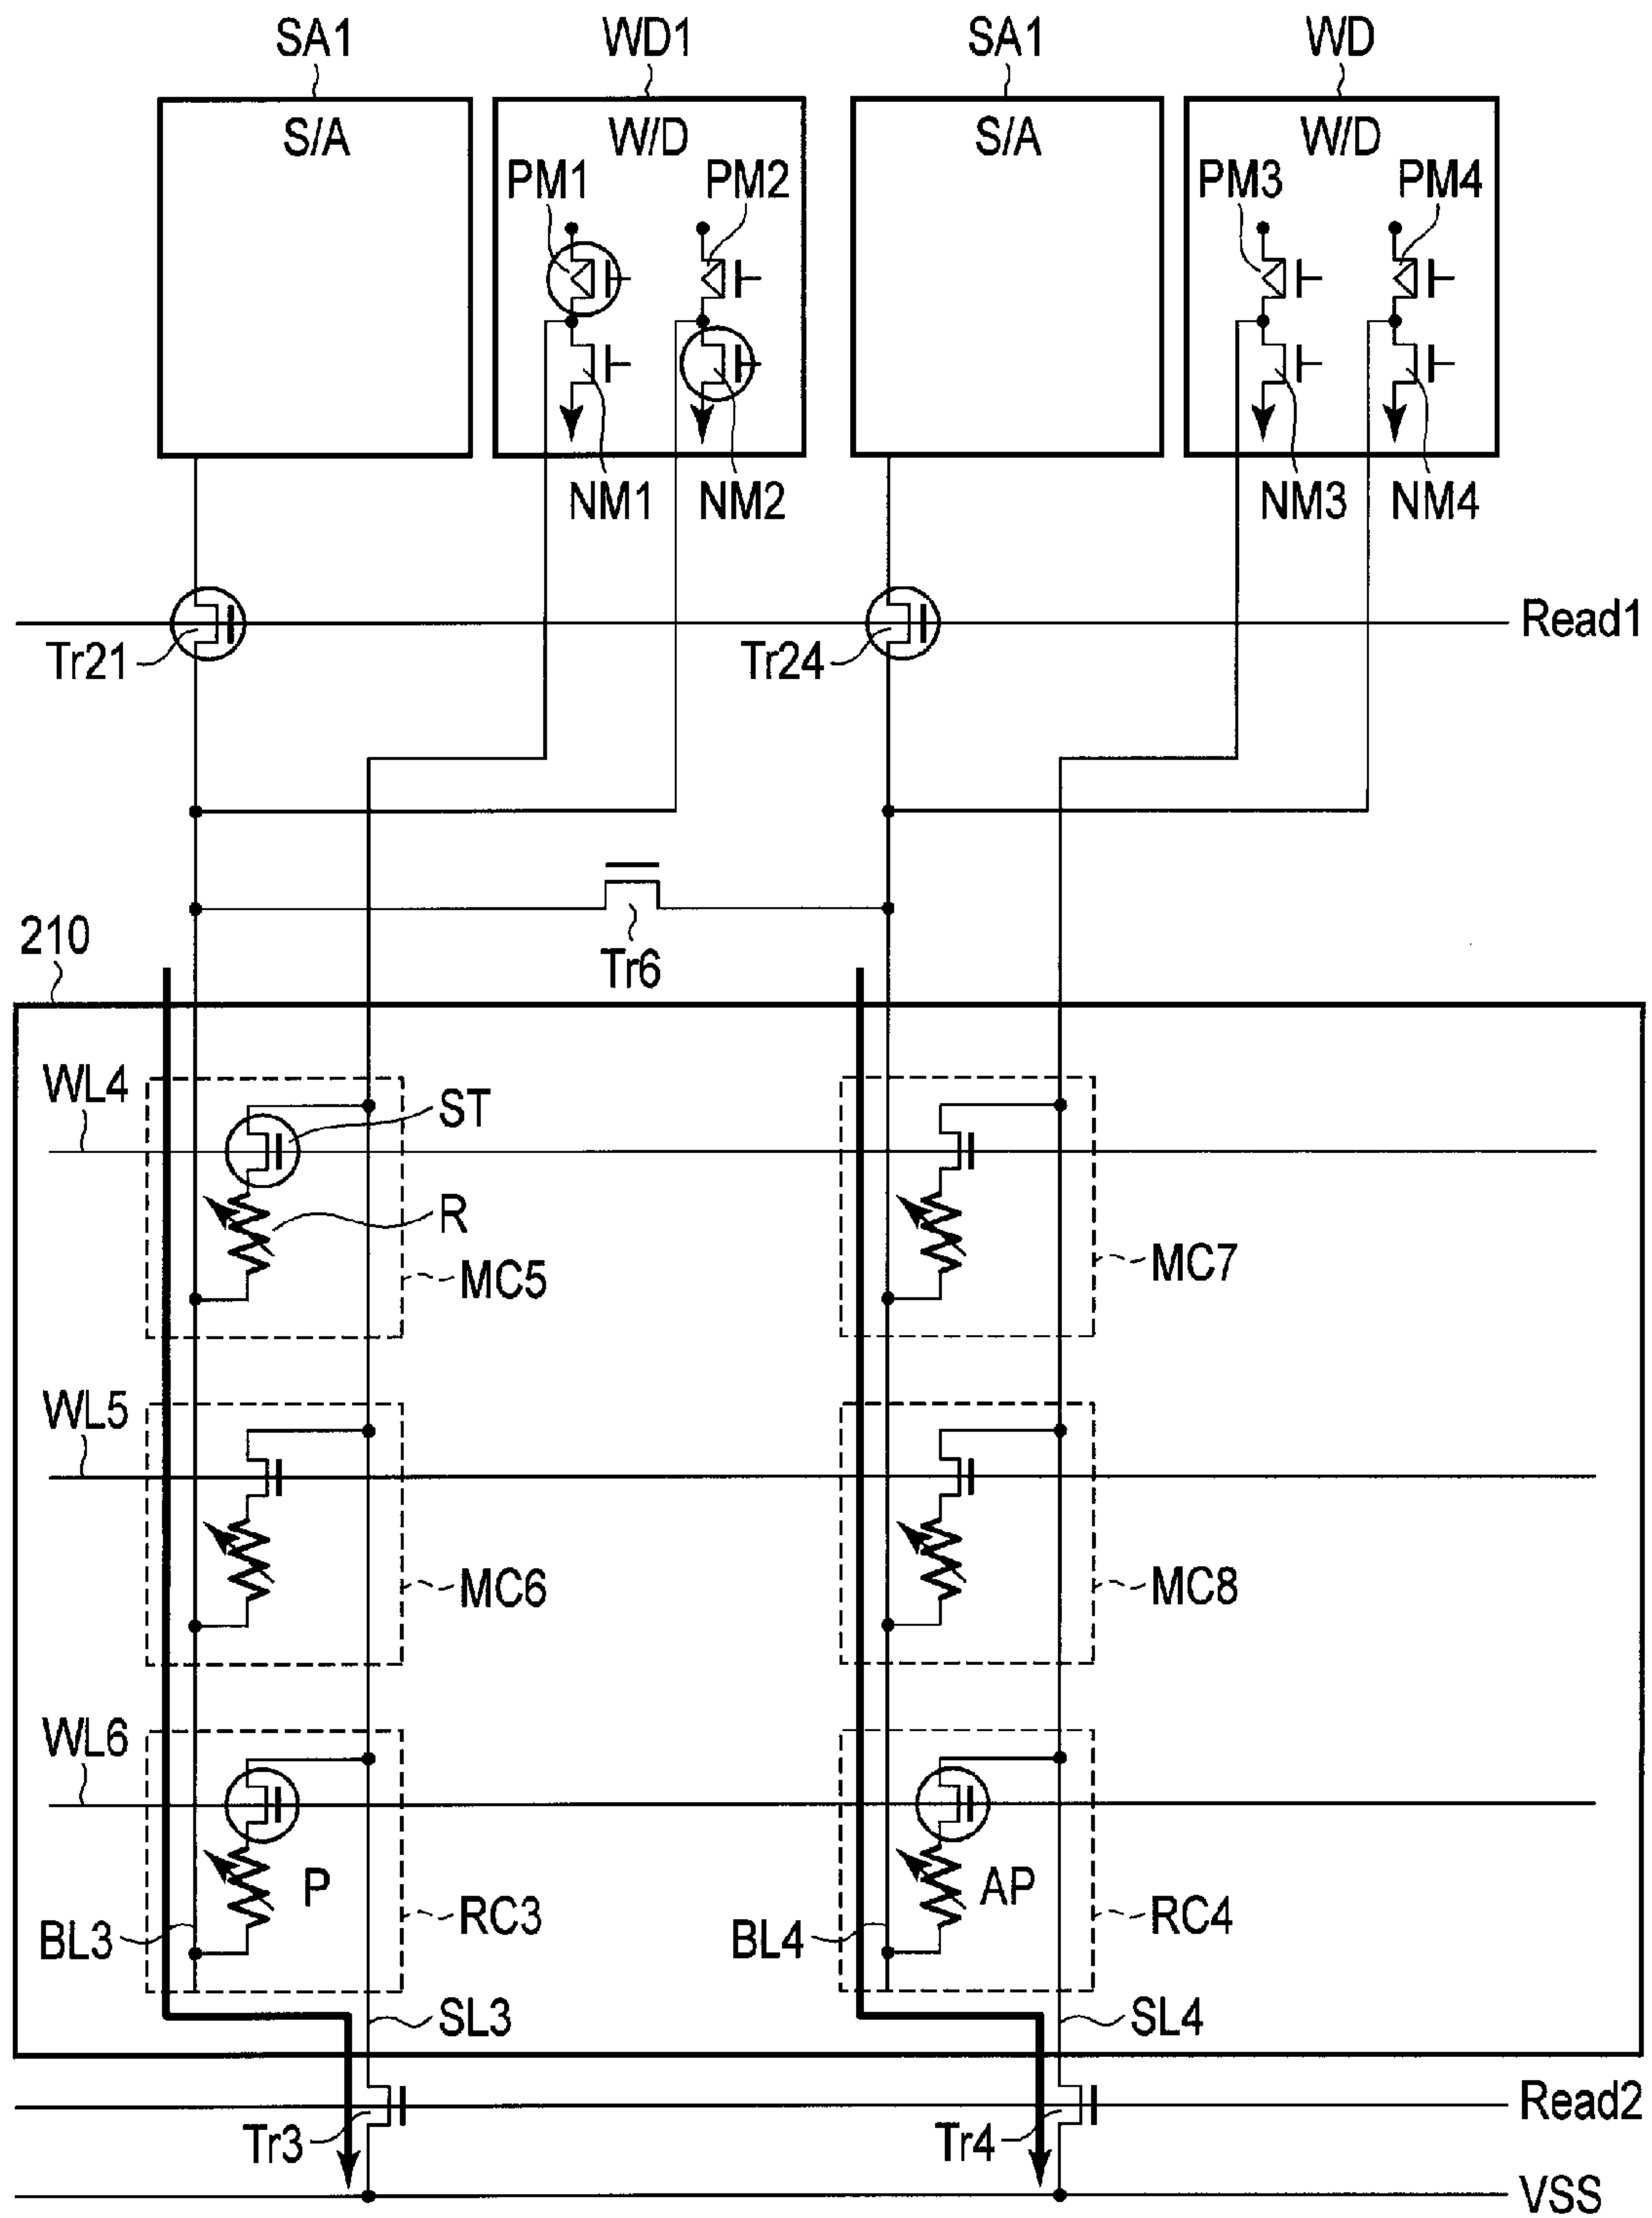 SA1 WD1 SA1 WD
S/A W/D S/A W/D
PM1 PM2 PM3 PM4
NM1 NM2 NM3 NM4
Read1
Tr21 Tr24
210
Tr6
WL4 ST
R
MC5 MC7
WL5
MC6 MC8
WL6
P AP
RC3 RC4
BL3 BL4
SL3 SL4
Read2
Tr3 Tr4
VSS